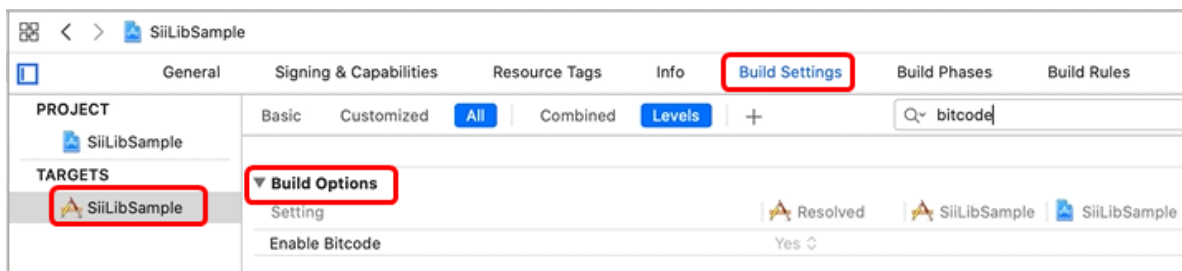 SiiLibSample
General Signing & Capabilities Resource Tags Info Build Settings Build Phases Build Rules
PROJECT
SiiLibSample
TARGETS
SiiLibSample
Basic Customized All Combined Levels + bitcode
Build Options
Setting Resolved SiiLibSample SiiLibSample
Enable Bitcode Yes